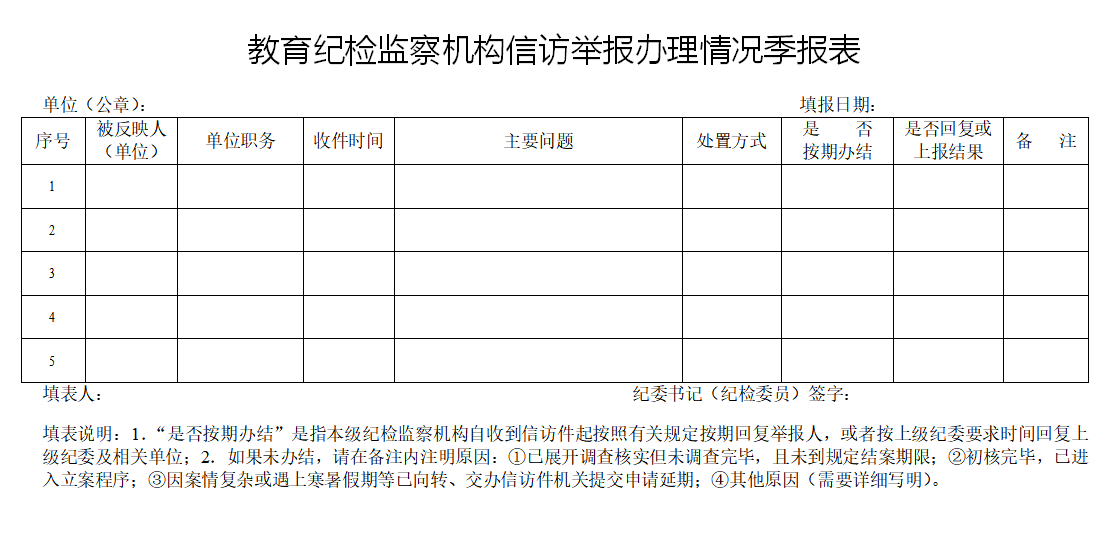 教育纪检监察机构信访举报办理情况季报表
单位（公章）： 填报日期：
序号 被反映人（单位） 单位职务 收件时间 主要问题 处置方式 是否按期办结 是否回复或上报结果 备注
1
2
3
4
5
填表人： 纪委书记（纪检委员）签字：
填表说明：1．“是否按期办结”是指本级纪检监察机构自收到信访件起按照有关规定按期回复举报人，或者按上级纪委要求时间回复上
级纪委及相关单位；2．如果未办结，请在备注内注明原因：①已展开调查核实但未调查完毕，且未到规定结案期限；②初核完毕，已进
入立案程序；③因案情复杂或遇上寒暑假期等已向转、交办信访件机关提交申请延期；④其他原因（需要详细写明）。